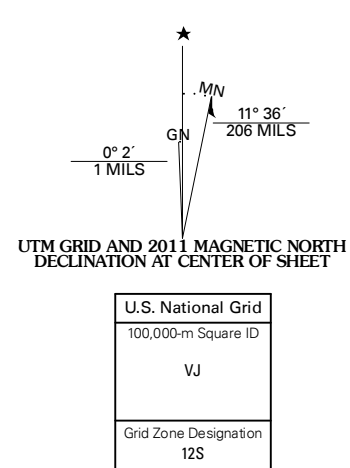 MN
11° 36´
206 MILS
GN
0° 2´
1 MILS
UTM GRID AND 2011 MAGNETIC NORTH
DECLINATION AT CENTER OF SHEET
U.S. National Grid
100,000-m Square ID
VJ
Grid Zone Designation
12S